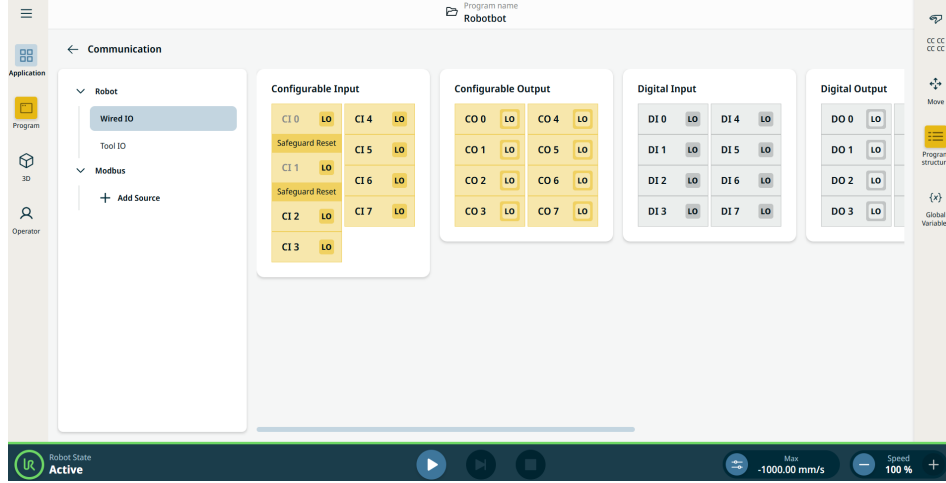 Program name
Robotbot
Application
Program
3D
Operator
Communication
Robot
Wired IO
Tool IO
Modbus
Add Source
Configurable Input
CI 0 LO
Safeguard Reset
CI 1 LO
Safeguard Reset
CI 2 LO
CI 3 LO
CI 4 LO
CI 5 LO
CI 6 LO
CI 7 LO
Configurable Output
CO 0 LO CO 4 LO
CO 1 LO CO 5 LO
CO 2 LO CO 6 LO
CO 3 LO CO 7 LO
Digital Input
DI 0 LO DI 4 LO
DI 1 LO DI 5 LO
DI 2 LO DI 6 LO
DI 3 LO DI 7 LO
Digital Output
DO 0 LO
DO 1 LO
DO 2 LO
DO 3 LO
CC CC
CC CC
Move
Program
structur
{x}
Global
Variable
UR
Robot State
Active
Max
-1000.00 mm/s
Speed
100 %